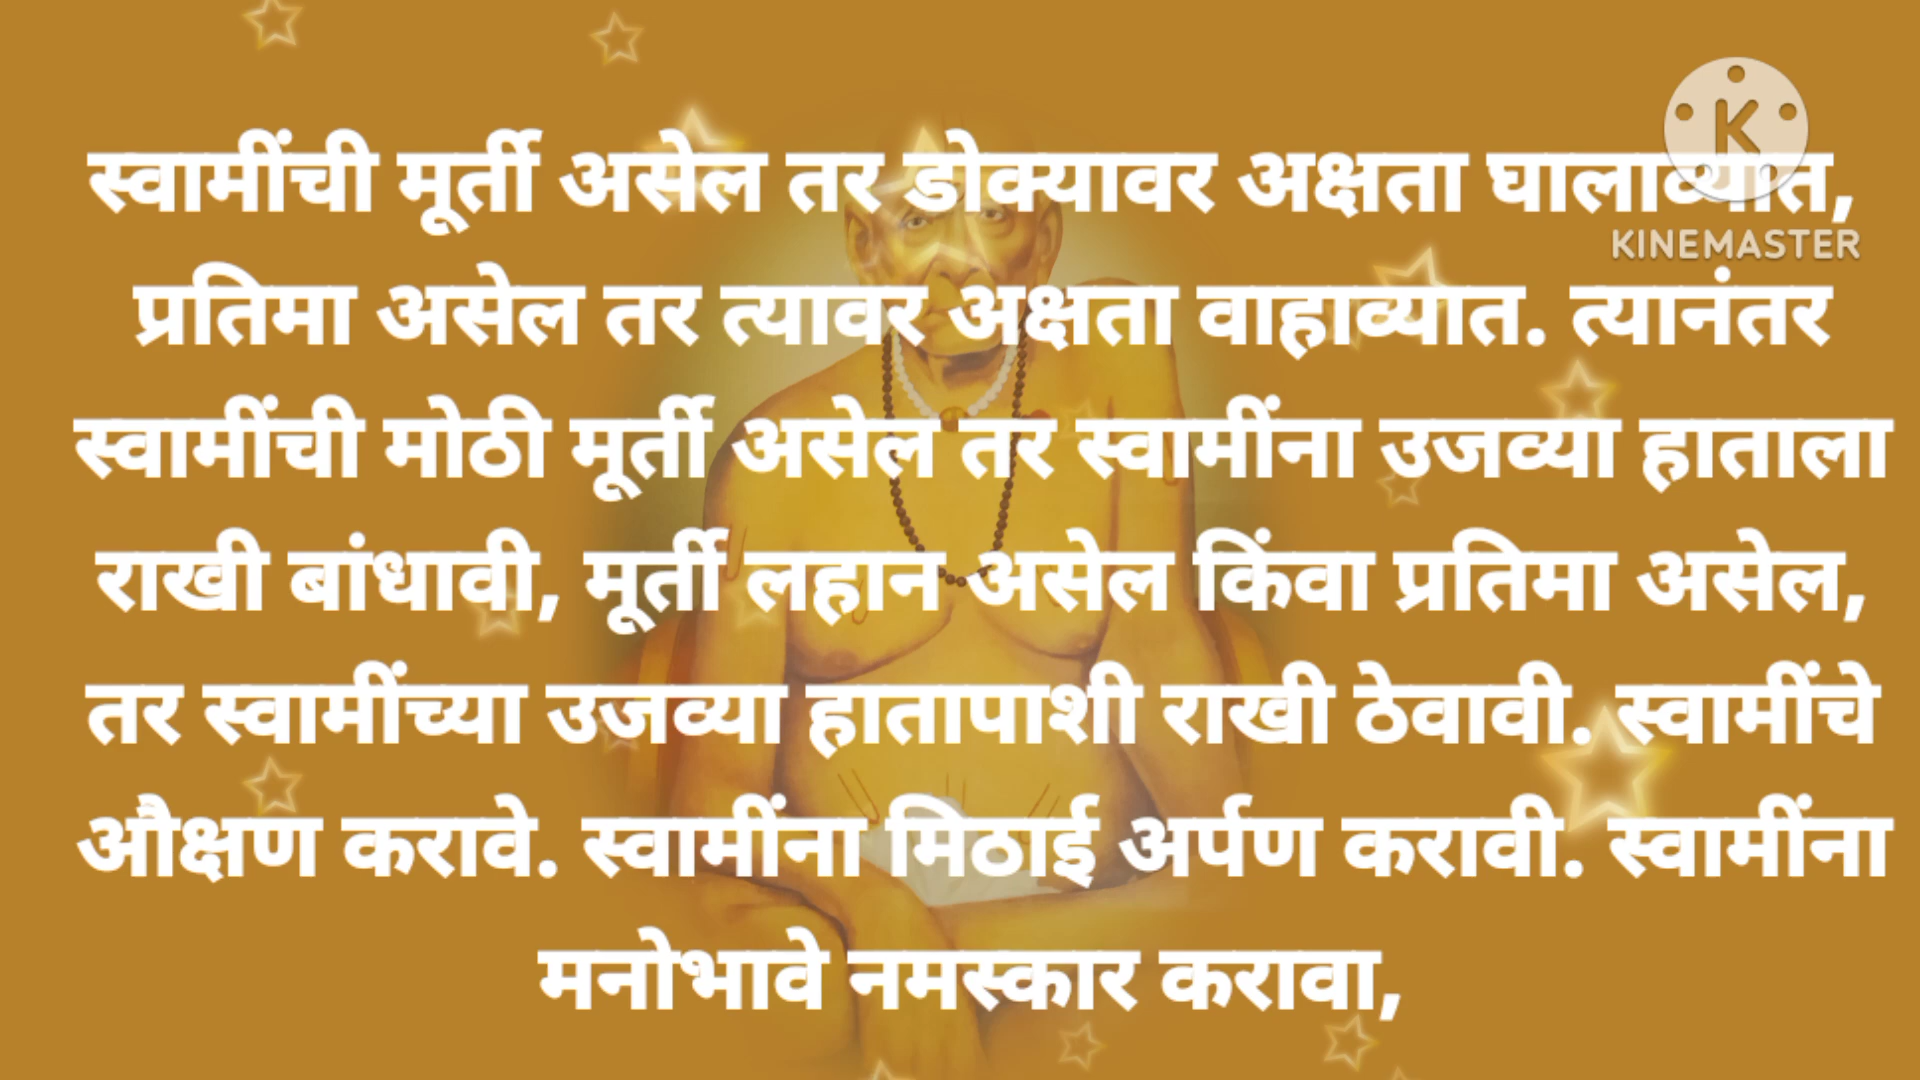 स्वामींची मूर्ती असेल तर डोक्यावर अक्षता घालाव्यात,
KINEMASTER
प्रतिमा असेल तर त्यावर अक्षता वाहाव्यात. त्यानंतर
स्वामींची मोठी मूर्ती असेल तर स्वामींना उजव्या हाताला
राखी बांधावी, मूर्ती लहान असेल किंवा प्रतिमा असेल,
तर स्वामींच्या उजव्या हातापाशी राखी ठेवावी. स्वामींचे
औक्षण करावे. स्वामींना मिठाई अर्पण करावी. स्वामींना
मनोभावे नमस्कार करावा,